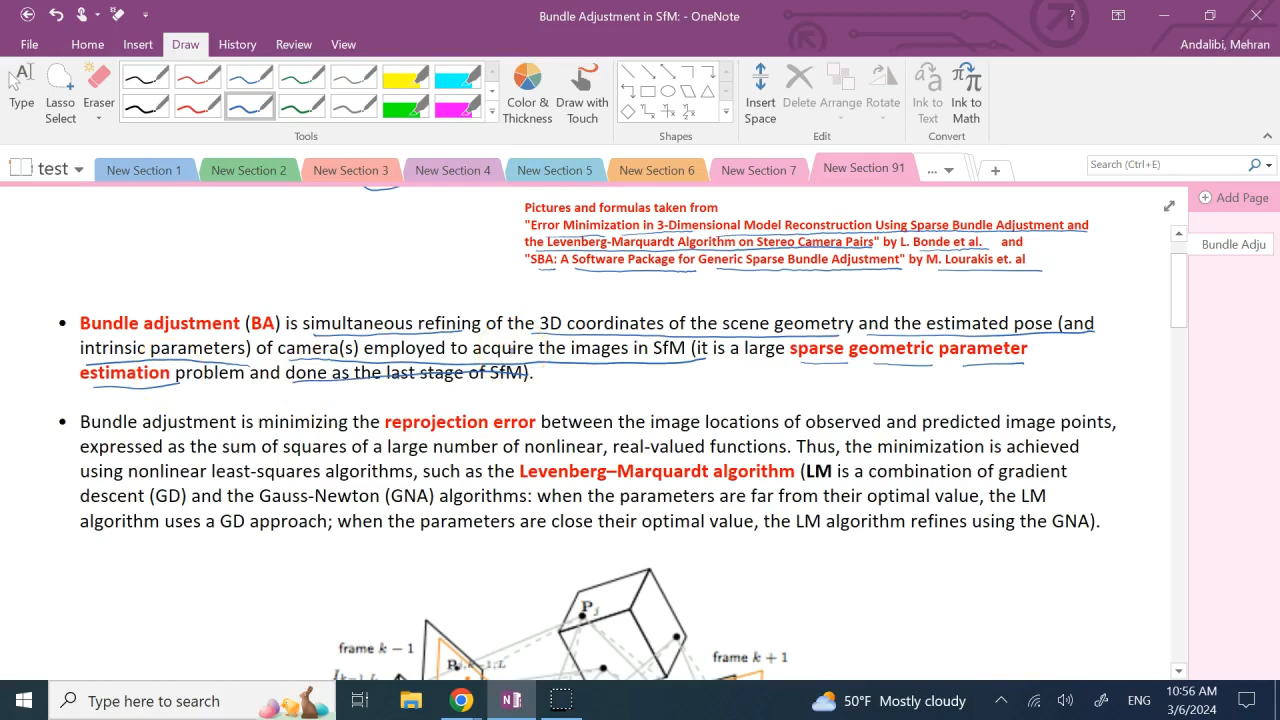 Bundle Adjustment in SfM: - OneNote
File Home Insert Draw History Review View
Andalibi, Mehran
Type
Lasso Select
Eraser
Color & Thickness
Draw with Touch
Insert Space
Delete
Arrange
Rotate
Ink to Text
Ink to Math
Tools
Shapes
Edit
Convert
test
New Section 1
New Section 2
New Section 3
New Section 4
New Section 5
New Section 6
New Section 7
New Section 91
...
Search (Ctrl+E)
Add Page
Bundle Adju
Pictures and formulas taken from
"Error Minimization in 3-Dimensional Model Reconstruction Using Sparse Bundle Adjustment and
the Levenberg-Marquardt Algorithm on Stereo Camera Pairs" by L. Bonde et al. and
"SBA: A Software Package for Generic Sparse Bundle Adjustment" by M. Lourakis et. al
• Bundle adjustment (BA) is simultaneous refining of the 3D coordinates of the scene geometry and the estimated pose (and
intrinsic parameters) of camera(s) employed to acquire the images in SfM (it is a large sparse geometric parameter
estimation problem and done as the last stage of SfM).
• Bundle adjustment is minimizing the reprojection error between the image locations of observed and predicted image points,
expressed as the sum of squares of a large number of nonlinear, real-valued functions. Thus, the minimization is achieved
using nonlinear least-squares algorithms, such as the Levenberg–Marquardt algorithm (LM is a combination of gradient
descent (GD) and the Gauss-Newton (GNA) algorithms: when the parameters are far from their optimal value, the LM
algorithm uses a GD approach; when the parameters are close their optimal value, the LM algorithm refines using the GNA).
P j
frame k − 1
frame k + 1
Type here to search
50°F Mostly cloudy
ENG
10:56 AM
3/6/2024